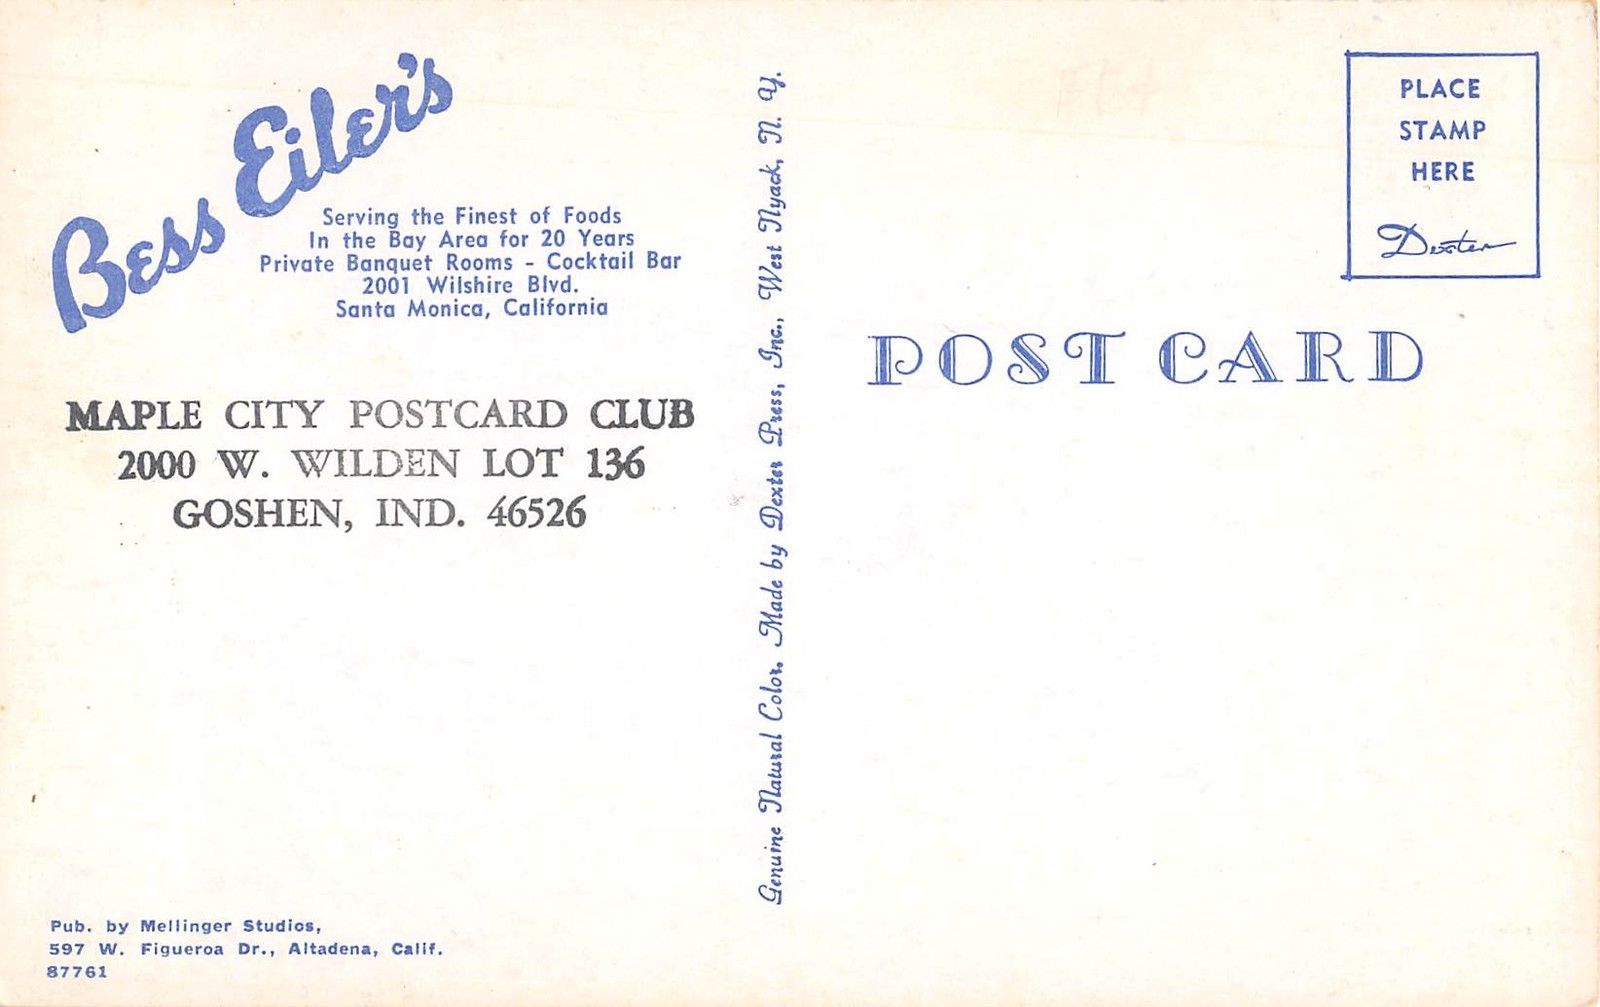 Bess Eiler's
Serving the Finest of Foods
In the Bay Area for 20 Years
Private Banquet Rooms - Cocktail Bar
2001 Wilshire Blvd.
Santa Monica, California
MAPLE CITY POSTCARD CLUB
2000 W. WILDEN LOT 136
GOSHEN, IND. 46526
Pub. by Mellinger Studios,
597 W. Figueroa Dr., Altadena, Calif.
87761
Genuine Natural Color. Made by Dexter Press, Inc., West Nyack, N. Y.
PLACE
STAMP
HERE
Dexter
POST CARD